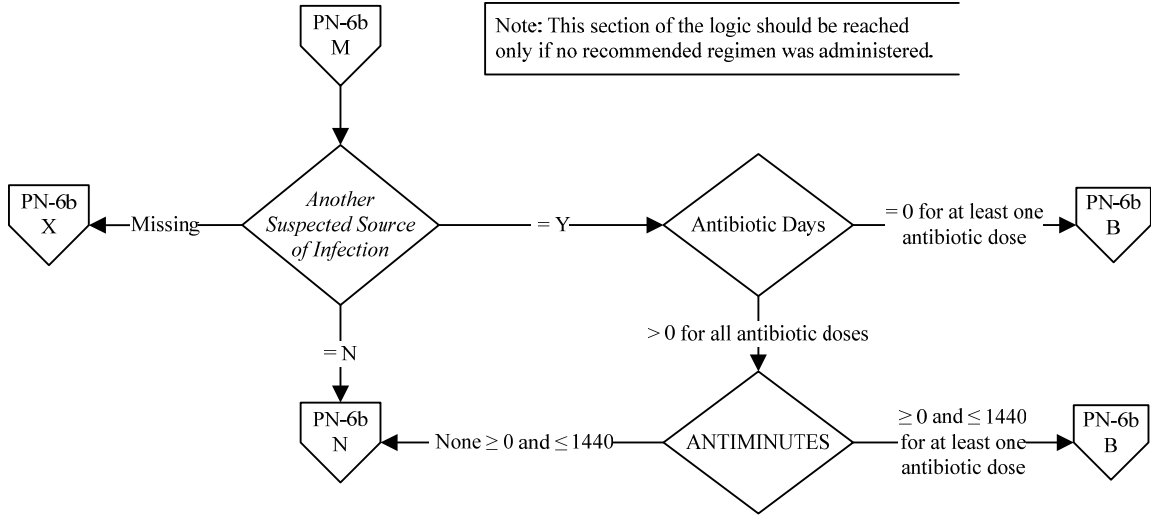 PN-6b
M
Note: This section of the logic should be reached
only if no recommended regimen was administered.
PN-6b
X
Missing
Another
Suspected Source
of Infection
= Y
Antibiotic Days
= 0 for at least one
antibiotic dose
PN-6b
B
> 0 for all antibiotic doses
= N
PN-6b
N
None ≥ 0 and ≤ 1440
ANTIMINUTES
≥ 0 and ≤ 1440
for at least one
antibiotic dose
PN-6b
B